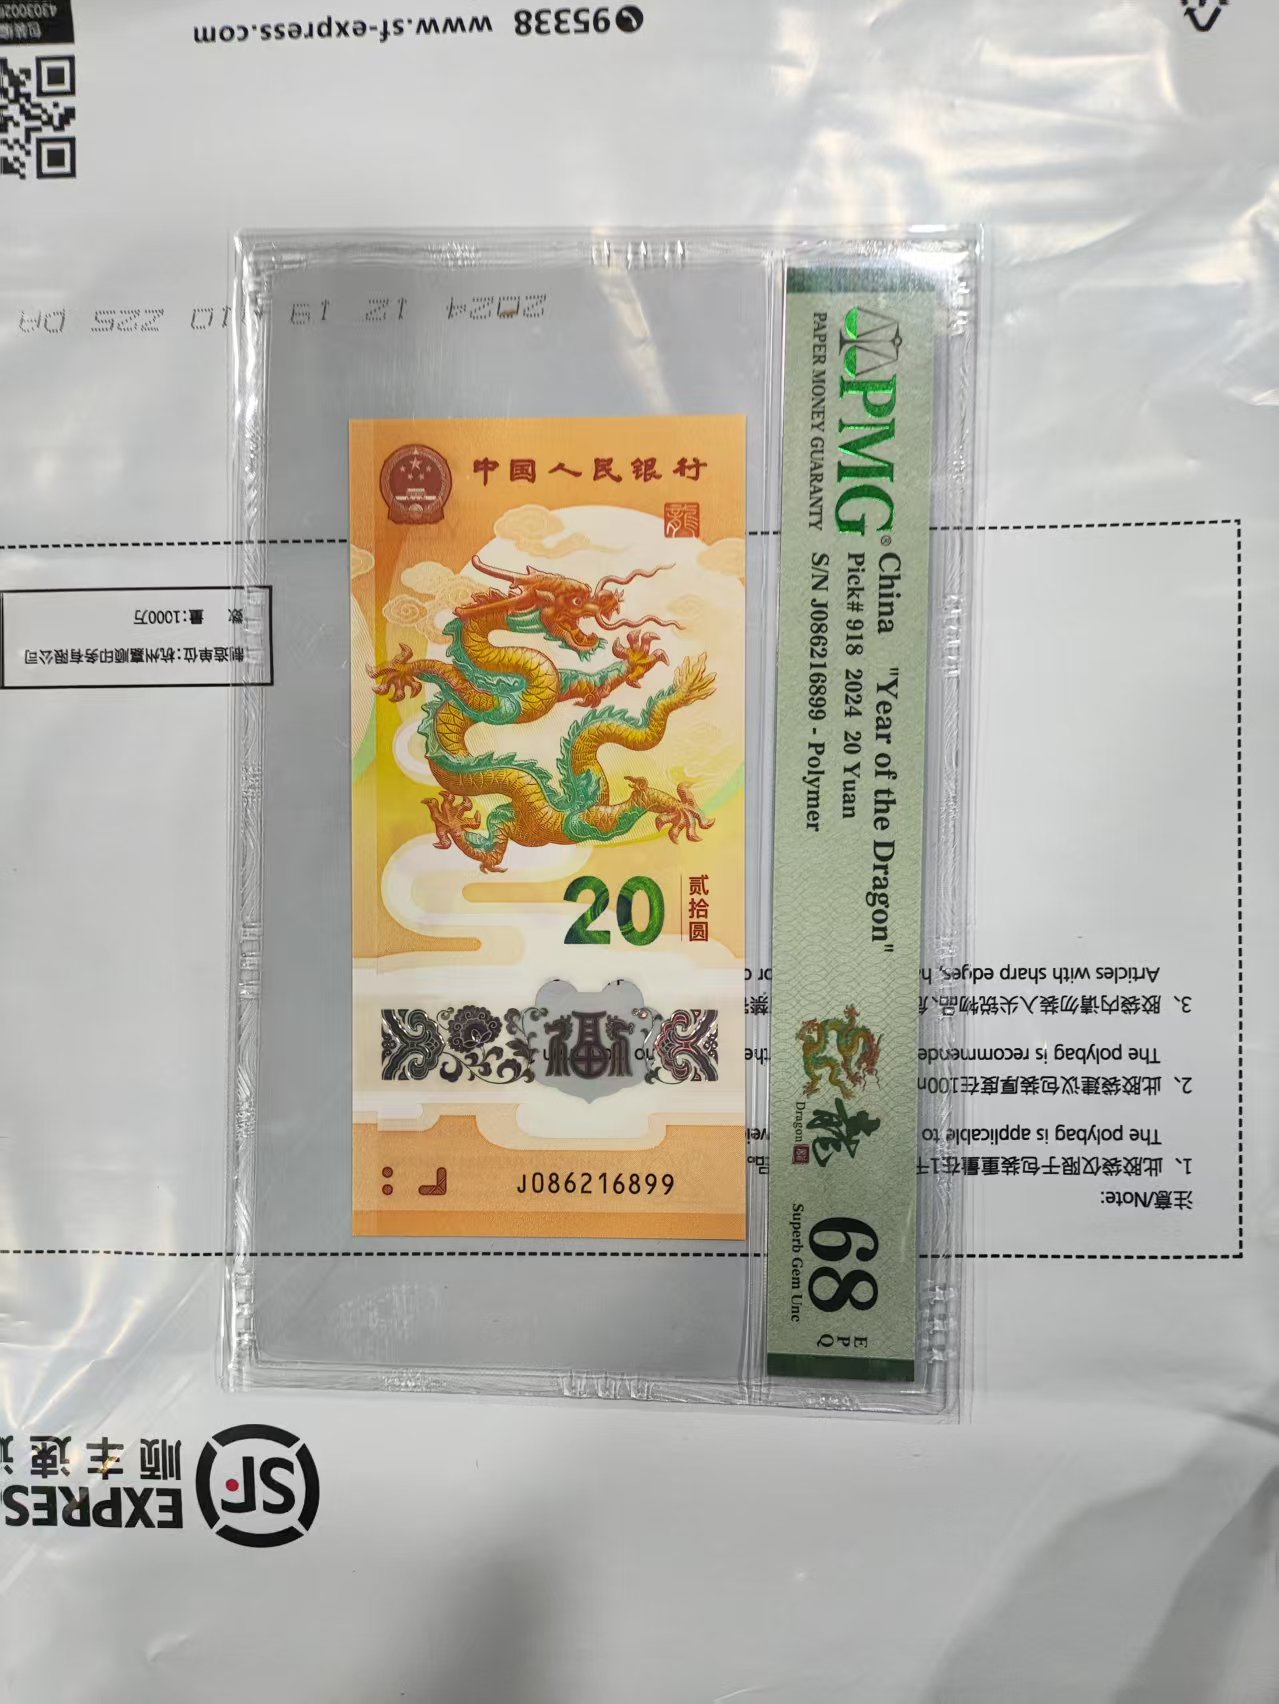 95338 www.sf-express.com
2024 12 19
中国人民银行
20
贰拾圆
福
J086216899
PMG®
PAPER MONEY GUARANTY
China "Year of the Dragon"
Pick# 918 2024 20 Yuan
S/N J086216899 - Polymer
龍
Dragon
68
EPQ
Superb Gem Unc
数 量:1000万
制造单位:杭州赢顺印务有限公司
注意/Note:
1、此胶袋仅限于包装重量在1千
The polybag is applicable to
2、此胶袋建议包装厚度在100m
The polybag is recommende
3、胶袋内请勿装入尖锐物品、
Articles with sharp edges,
SF
EXPRES
顺丰速